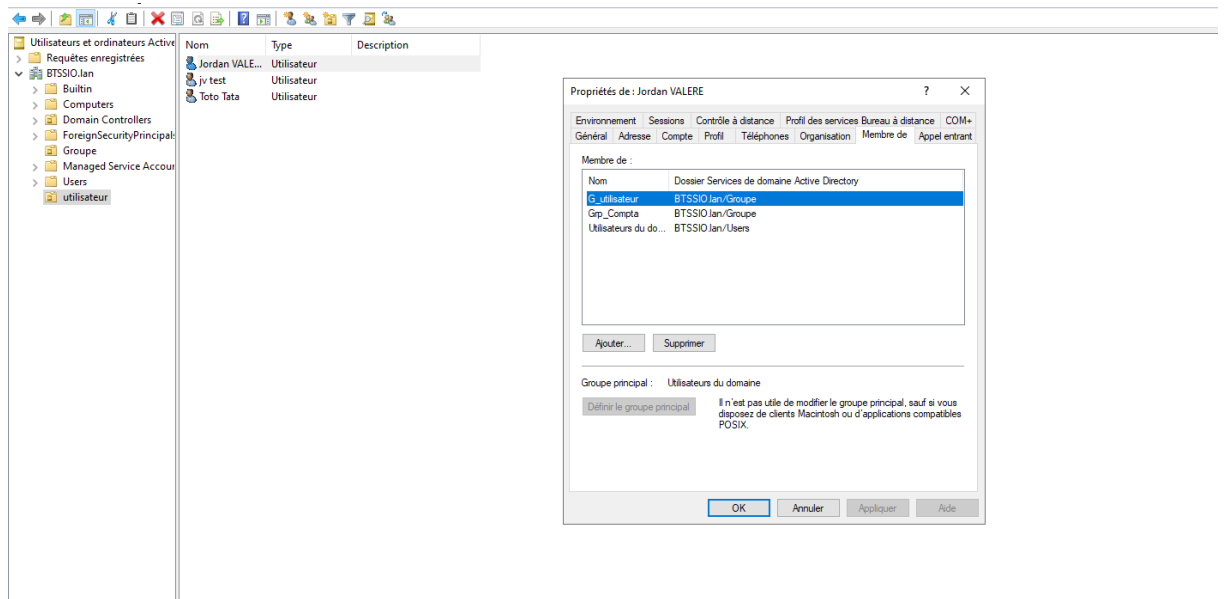 Utilisateurs et ordinateurs Active
Requêtes enregistrées
BTSSIO.lan
Builtin
Computers
Domain Controllers
ForeignSecurityPrincipals
Groupe
Managed Service Accour
Users
utilisateur
Nom Type Description
Jordan VALE... Utilisateur
jv test Utilisateur
Toto Tata Utilisateur
Propriétés de : Jordan VALERE ? X
Environnement Sessions Contrôle à distance Profil des services Bureau à distance COM+
Général Adresse Compte Profil Téléphones Organisation Membre de Appel entrant
Membre de :
Nom Dossier Services de domaine Active Directory
G_utilisateur BTSSIO.lan/Groupe
Grp_Compta BTSSIO.lan/Groupe
Utilisateurs du do... BTSSIO.lan/Users
Ajouter... Supprimer
Groupe principal : Utilisateurs du domaine
Définir le groupe principal
Il n'est pas utile de modifier le groupe principal, sauf si vous
disposez de clients Macintosh ou d'applications compatibles
POSIX.
OK Annuler Appliquer Aide